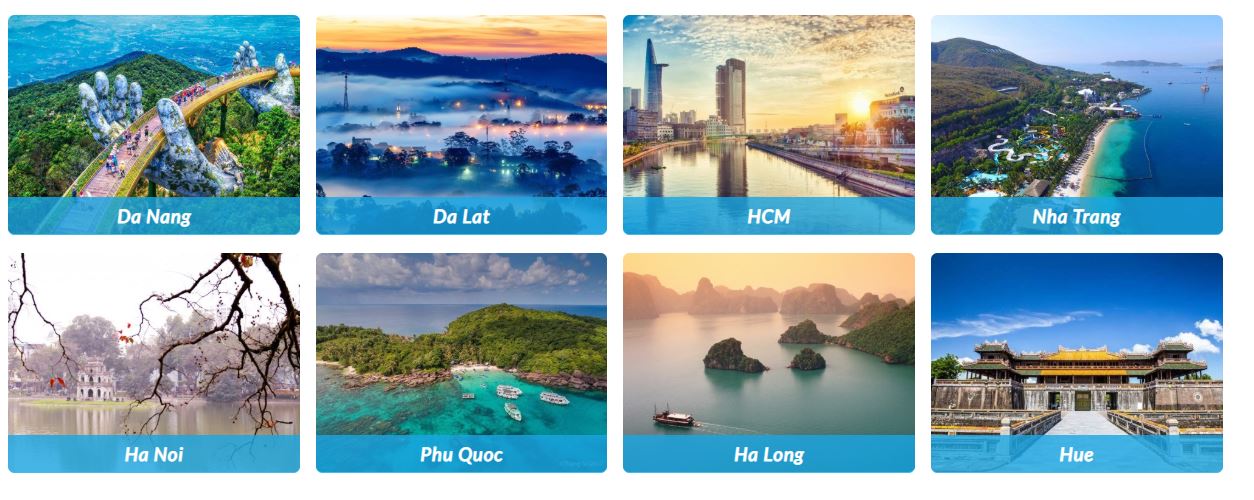 Da Nang
Da Lat
HCM
Nha Trang
Ha Noi
Phu Quoc
Ha Long
Hue